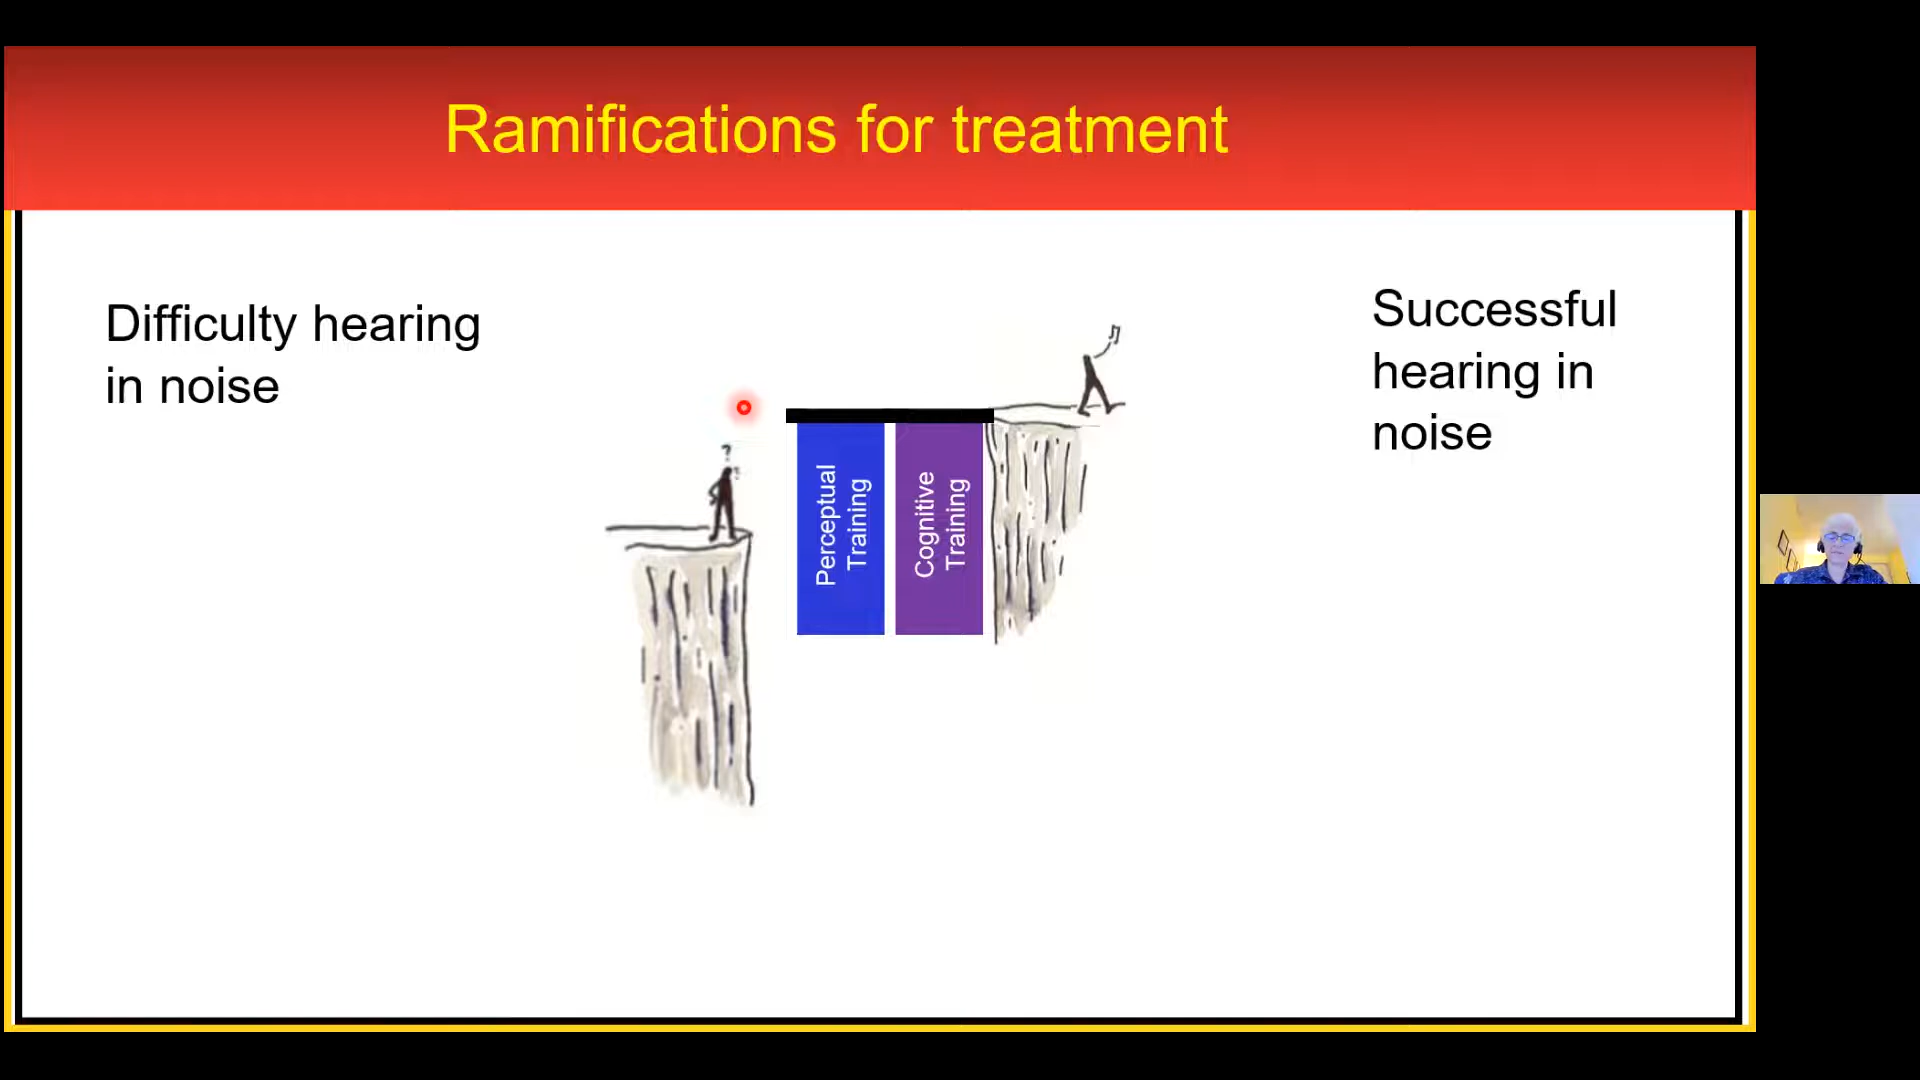 Ramifications for treatment
Difficulty hearing
in noise
Successful
hearing in
noise
?
?
Perceptual
Training
Cognitive
Training